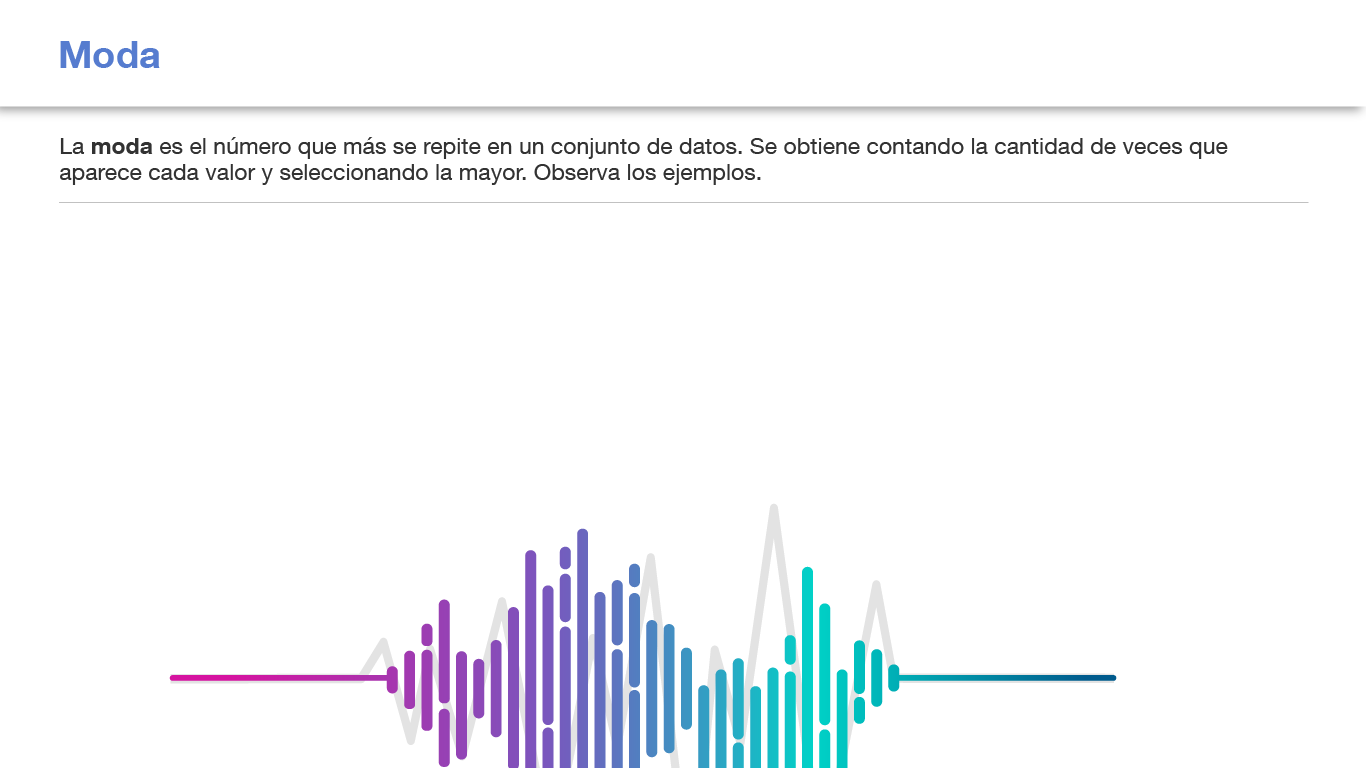 Moda
La moda es el número que más se repite en un conjunto de datos. Se obtiene contando la cantidad de veces que
aparece cada valor y seleccionando la mayor. Observa los ejemplos.